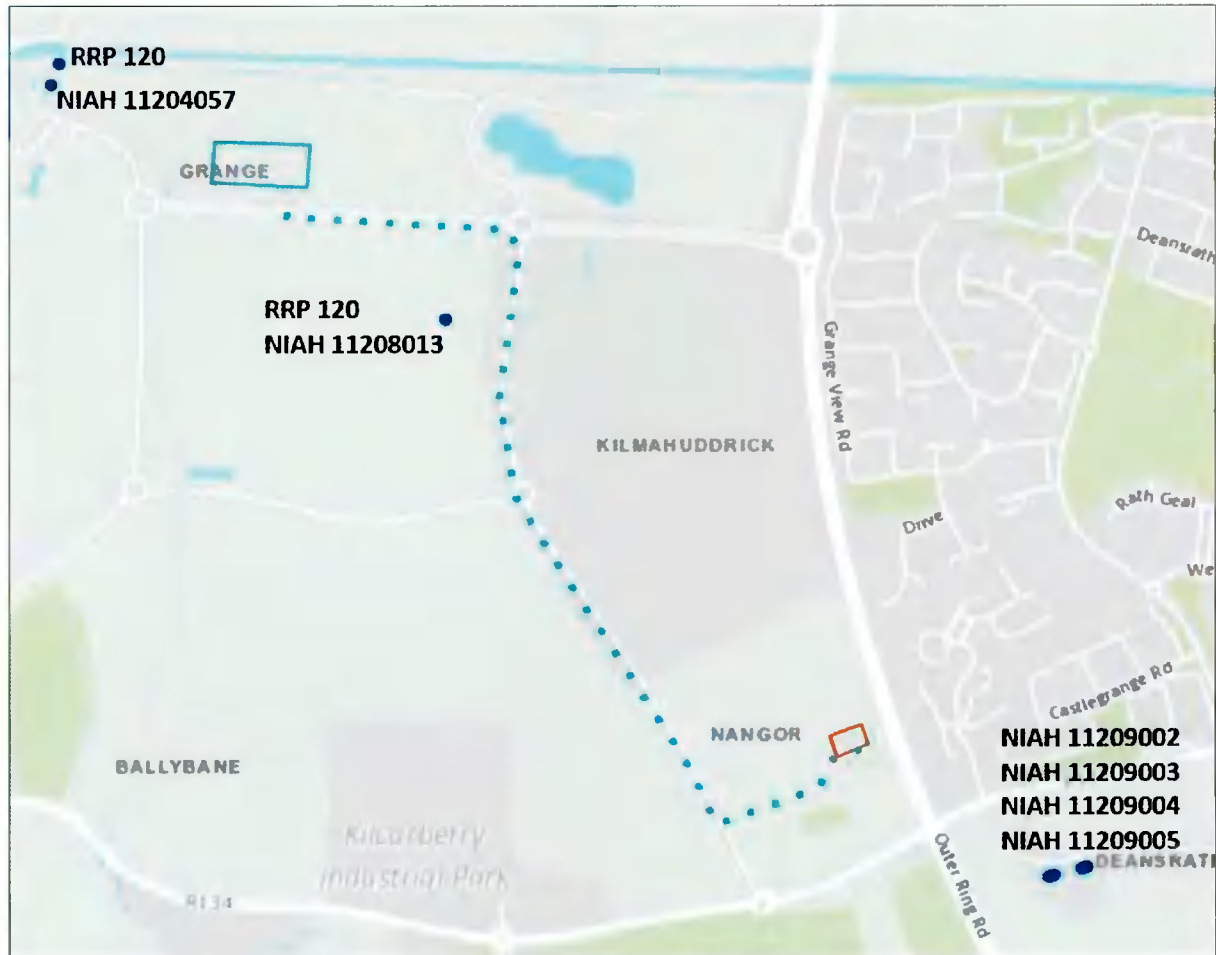 RRP 120
NIAH 11204057
GRANGE
Deansrath
RRP 120
NIAH 11208013
Grange View Rd
KILMAHUDDRICK
Rath Geal
Drive
We
Castlegrange Rd
NANGOR
NIAH 11209002
BALLYBANE
NIAH 11209003
NIAH 11209004
Kilcarberry
NIAH 11209005
Industrial Park
Outer Ring Rd
DEANSRAT
R134